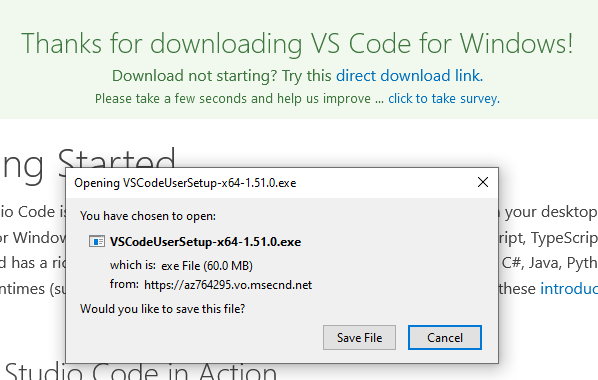 Thanks for downloading VS Code for Windows!
Download not starting? Try this direct download link.
Please take a few seconds and help us improve ... click to take survey.
ng Started
Opening VSCodeUserSetup-x64-1.51.0.exe
io Code is
n your desktop
You have chosen to open:
or Window
ript, TypeScript
VSCodeUserSetup-x64-1.51.0.exe
d has a ric
C#, Java, Pyth
which is: exe File (60.0 MB)
from: https://az764295.vo.msecnd.net
ntimes (su
these introduc
Would you like to save this file?
Save File
Cancel
Studio Code in Action